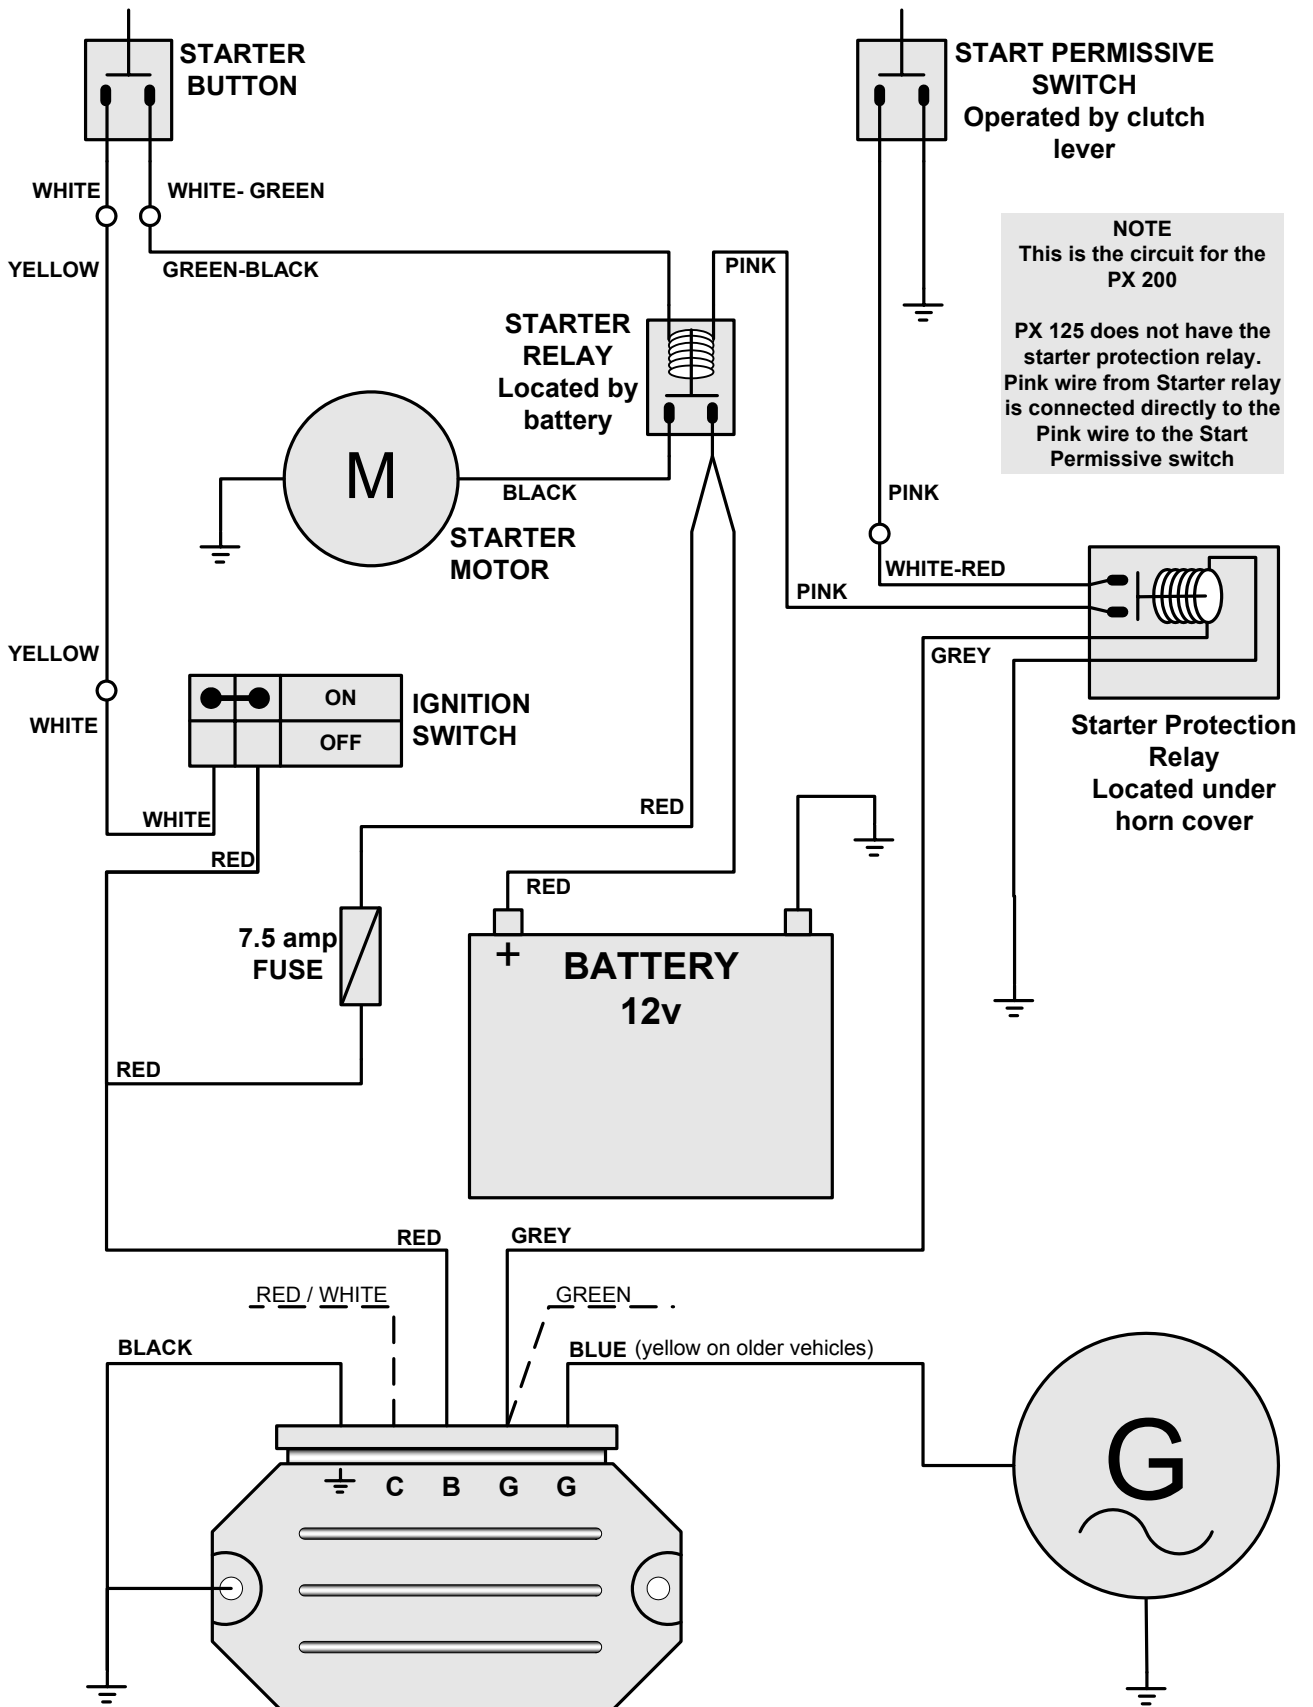 STARTER
BUTTON
START PERMISSIVE
SWITCH
Operated by clutch
lever
WHITE
WHITE- GREEN
YELLOW
GREEN-BLACK
PINK
NOTE
This is the circuit for the
PX 200
PX 125 does not have the
starter protection relay.
Pink wire from Starter relay
is connected directly to the
Pink wire to the Start
Permissive switch
STARTER
RELAY
Located by
battery
M
BLACK
STARTER
MOTOR
PINK
WHITE-RED
PINK
GREY
YELLOW
WHITE
ON
OFF
IGNITION
SWITCH
Starter Protection
Relay
Located under
horn cover
WHITE
RED
RED
RED
7.5 amp
FUSE
+
BATTERY
12v
RED
RED
GREY
RED / WHITE
GREEN
BLACK
BLUE (yellow on older vehicles)
G
C B G G